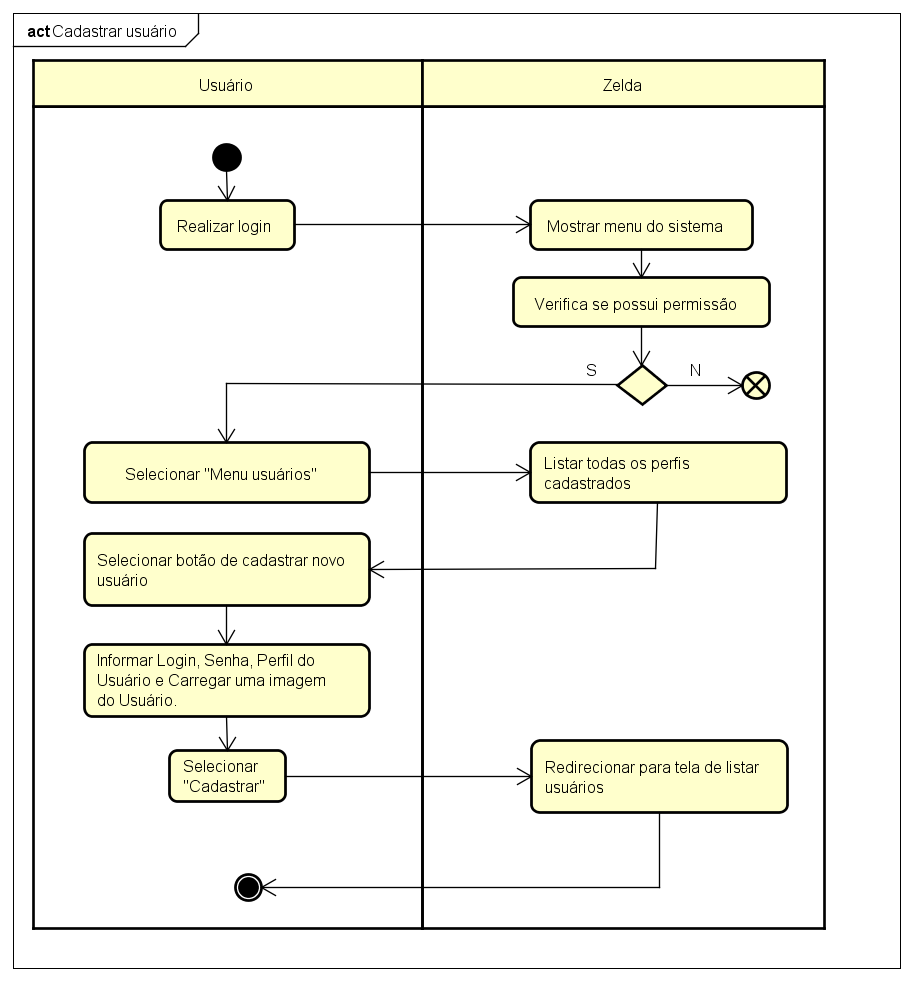 act Cadastrar usuário
Usuário
Zelda
Realizar login
Mostrar menu do sistema
Verifica se possui permissão
S
N
Selecionar "Menu usuários"
Listar todas os perfis
cadastrados
Selecionar botão de cadastrar novo
usuário
Informar Login, Senha, Perfil do
Usuário e Carregar uma imagem
do Usuário.
Selecionar
"Cadastrar"
Redirecionar para tela de listar
usuários